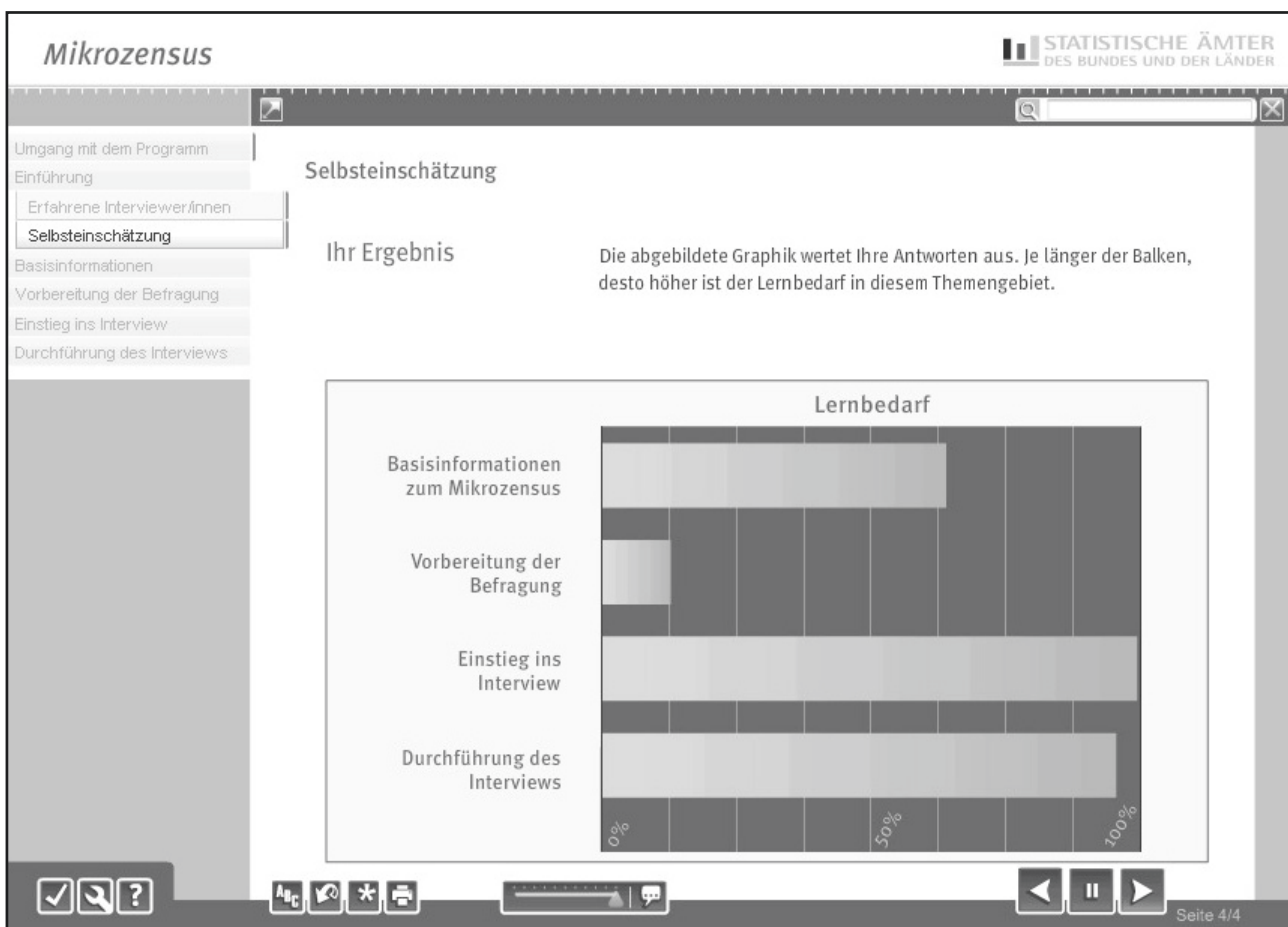 Mikrozensus
STATISTISCHE ÄMTER
DES BUNDES UND DER LÄNDER
Umgang mit dem Programm
Einführung
Erfahrene Interviewer/innen
Selbsteinschätzung
Basisinformationen
Vorbereitung der Befragung
Einstieg ins Interview
Durchführung des Interviews
Selbsteinschätzung
Ihr Ergebnis
Die abgebildete Graphik wertet Ihre Antworten aus. Je länger der Balken,
desto höher ist der Lernbedarf in diesem Themengebiet.
Lernbedarf
Basisinformationen
zum Mikrozensus
Vorbereitung der
Befragung
Einstieg ins
Interview
Durchführung des
Interviews
0%
50%
100%
?
ABC
Seite 4/4